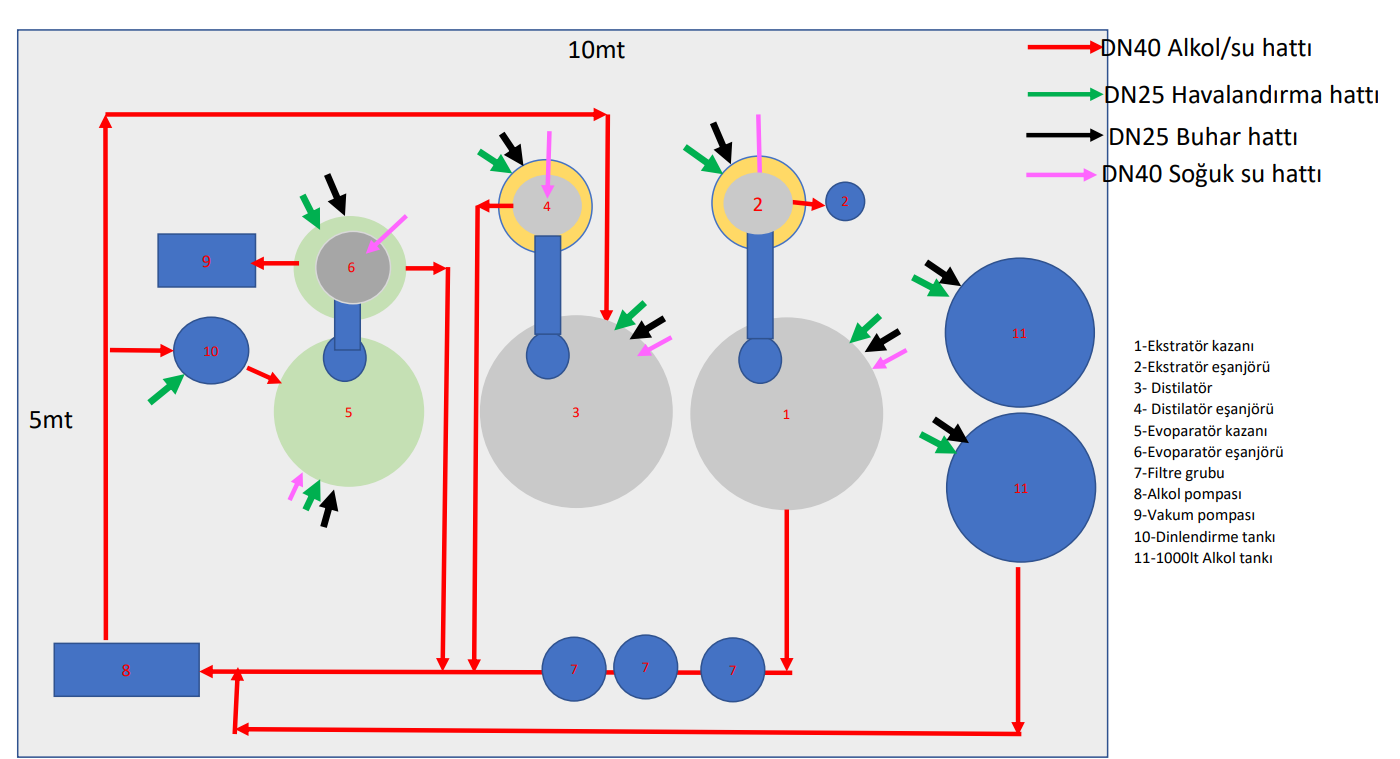 10mt
DN40 Alkol/su hattı
DN25 Havalandırma hattı
DN25 Buhar hattı
DN40 Soğuk su hattı
4
2
2
9
6
10
11
5mt
5
3
1
11
1-Ekstratör kazanı
2-Ekstratör eşanjörü
3- Distilatör
4- Distilatör eşanjörü
5-Evoparatör kazanı
6-Evoparatör eşanjörü
7-Filtre grubu
8-Alkol pompası
9-Vakum pompası
10-Dinlendirme tankı
11-1000lt Alkol tankı
8
7
7
7